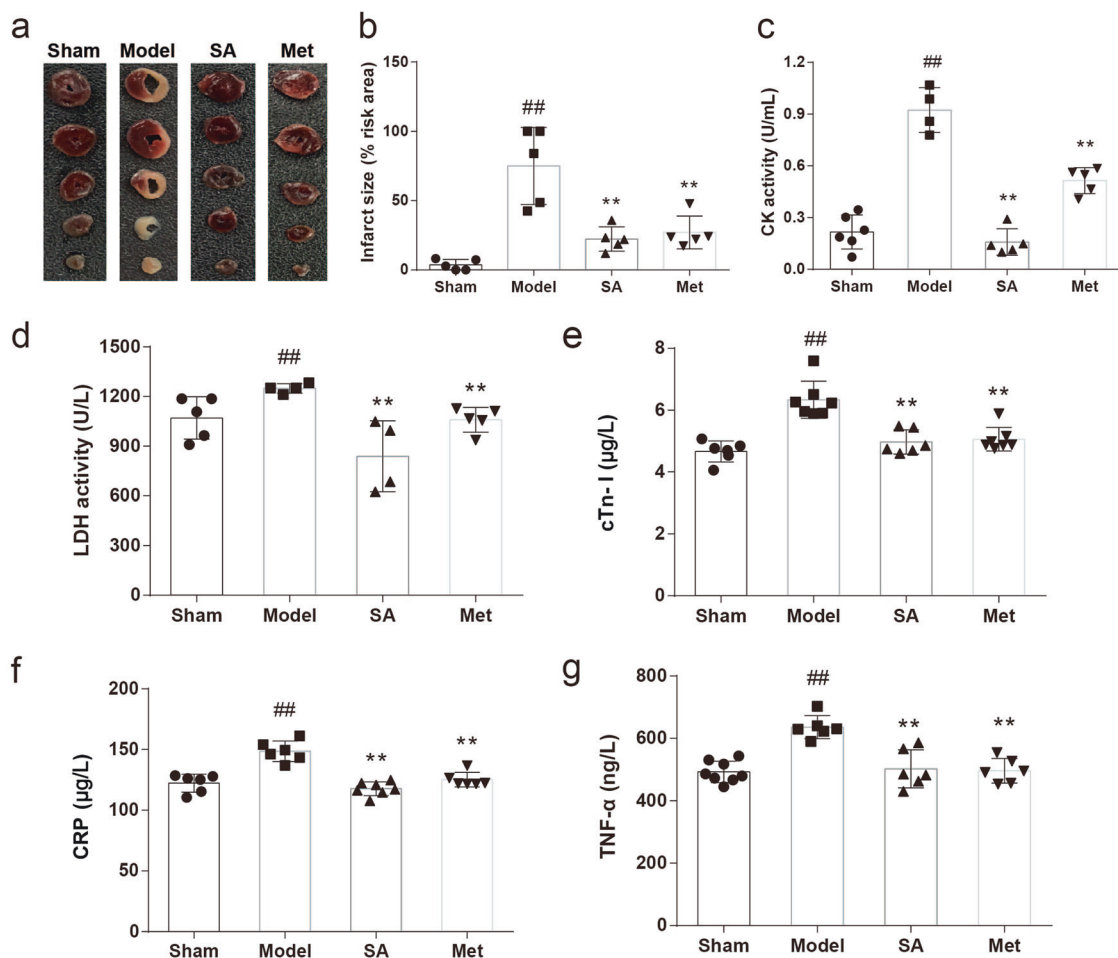 a
Sham Model SA Met
b
Infarct size (% risk area)
150
100
50
0
##
**
**
Sham Model SA Met
c
CK activity (U/mL)
1.2
0.9
0.6
0.3
0.0
##
**
**
Sham Model SA Met
d
LDH activity (U/L)
1500
1200
900
600
300
0
##
**
**
Sham Model SA Met
e
cTn- I (μg/L)
8
6
4
2
0
##
**
**
Sham Model SA Met
f
CRP (μg/L)
200
150
100
50
0
##
**
**
Sham Model SA Met
g
TNF-α (ng/L)
800
600
400
200
0
##
**
**
Sham Model SA Met